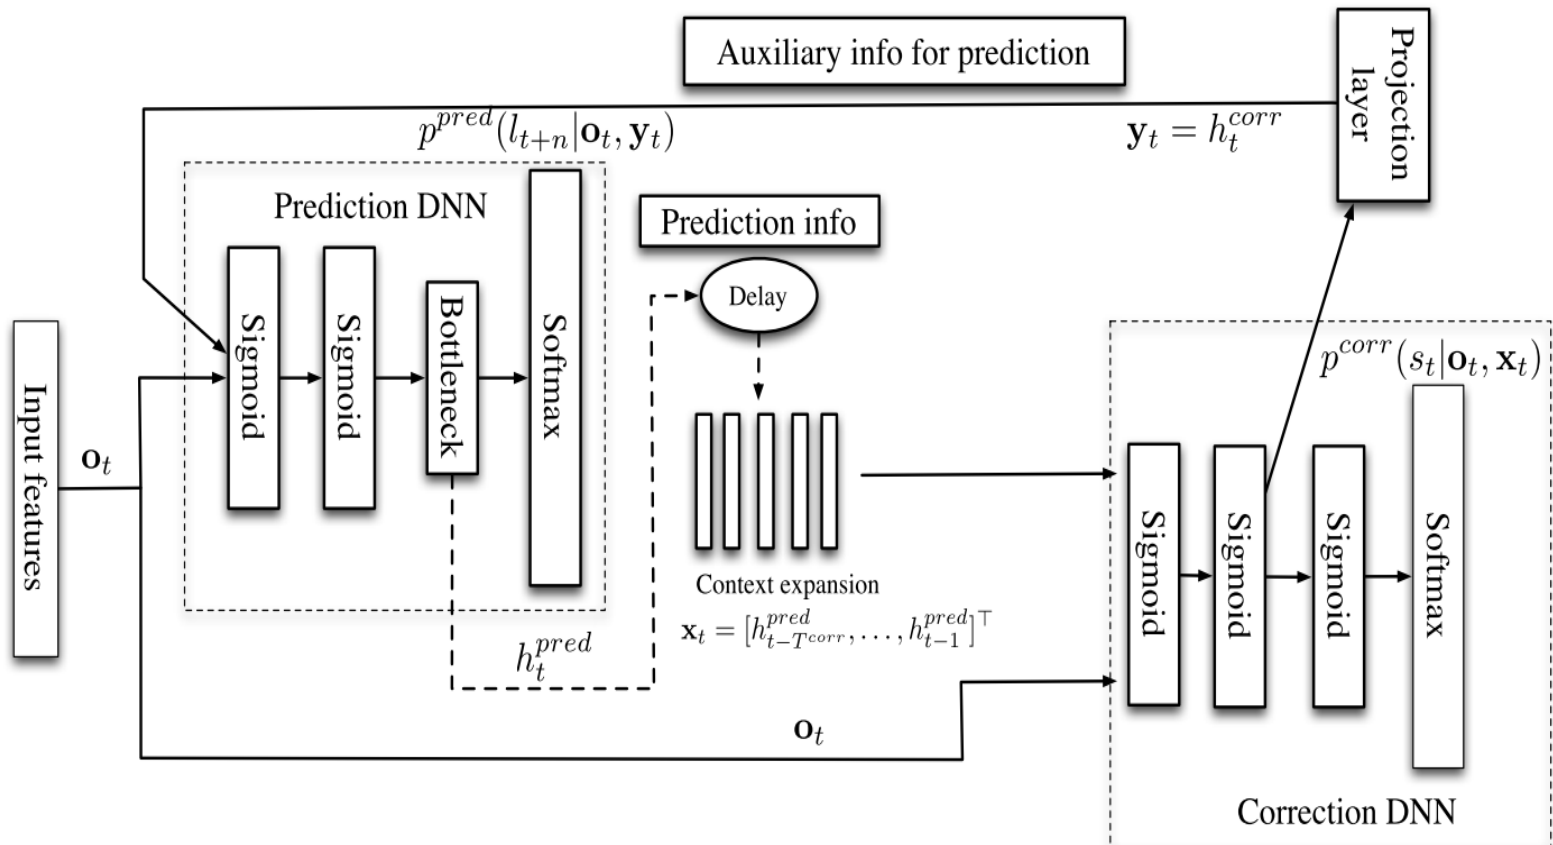 Auxiliary info for prediction
Projection
layer
p^{pred}(l_{t+n}|o_t, y_t)
y_t = h_t^{corr}
Prediction DNN
Prediction info
Delay
Input features
o_t
Sigmoid
Sigmoid
Bottleneck
Softmax
h_t^{pred}
Context expansion
x_t = [h_{t-T^{corr}}^{pred}, ..., h_{t-1}^{pred}]^⊤
o_t
p^{corr}(s_t|o_t, x_t)
Sigmoid
Sigmoid
Sigmoid
Softmax
Correction DNN